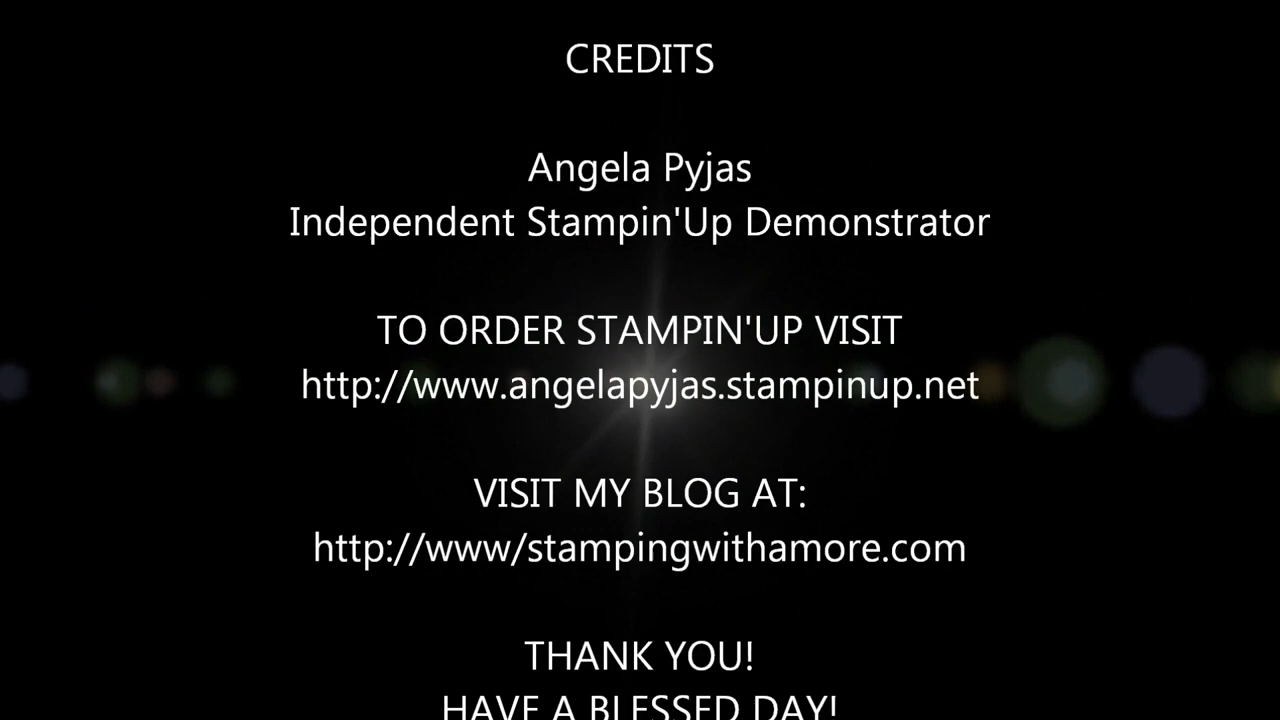 CREDITS
Angela Pyjas
Independent Stampin'Up Demonstrator
TO ORDER STAMPIN'UP VISIT
http://www.angelapyjas.stampinup.net
VISIT MY BLOG AT:
http://www/stampingwithamore.com
THANK YOU!
HAVE A BLESSED DAY!